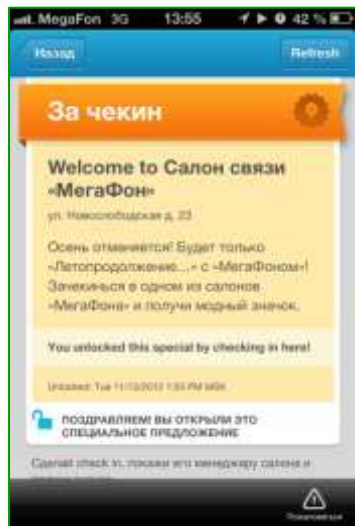 MegaFon 3G 13:55 42 %
Назад Refresh
За чекин
Welcome to Салон связи
«МегаФон»
ул. Новослободская д. 23
Осень отменяется! Будет только
«Летопродолжение...» с «МегаФоном»!
Зачекинься в одном из салонов
«МегаФона» и получи модный значок.
You unlocked this special by checking in here!
Unlocked: Tue 11/13/2012 1:55 PM MSK
ПОЗДРАВЛЯЕМ! ВЫ ОТКРЫЛИ ЭТО
СПЕЦИАЛЬНОЕ ПРЕДЛОЖЕНИЕ
Сделай check in, покажи его менеджеру салона и
Пожаловаться